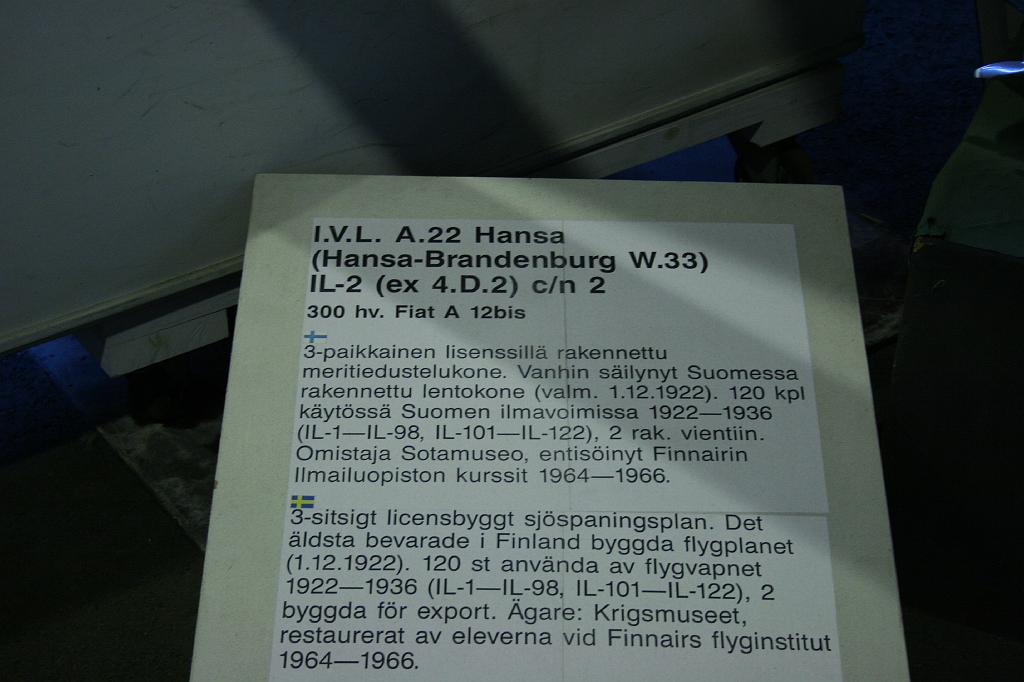 I.V.L. A.22 Hansa
(Hansa-Brandenburg W.33)
IL-2 (ex 4.D.2) c/n 2
300 hv. Fiat A 12bis
3-paikkainen lisenssillä rakennettu
meritiedustelukone. Vanhin säilynyt Suomessa
rakennettu lentokone (valm. 1.12.1922). 120 kpl
käytössä Suomen ilmavoimissa 1922—1936
(IL-1—IL-98, IL-101—IL-122), 2 rak. vientiin.
Omistaja Sotamuseo, entisöinyt Finnairin
Ilmailuopiston kurssit 1964—1966.
3-sitsigt licensbyggt sjöspaningsplan. Det
äldsta bevarade i Finland byggda flygplanet
(1.12.1922). 120 st använda av flygvapnet
1922—1936 (IL-1—IL-98, IL-101—IL-122), 2
byggda för export. Ägare: Krigsmuseet,
restaurerat av eleverna vid Finnairs flyginstitut
1964—1966.